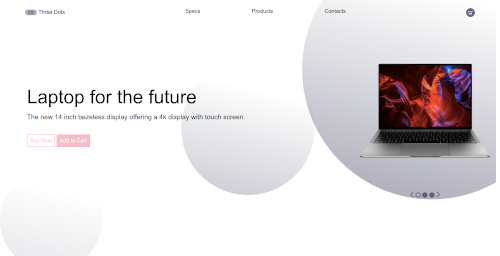 Three Dots
Specs
Products
Contacts
Laptop for the future
The new 14 inch bezeless display offering a 4k display with touch screen.
Buy Now
Add to Cart